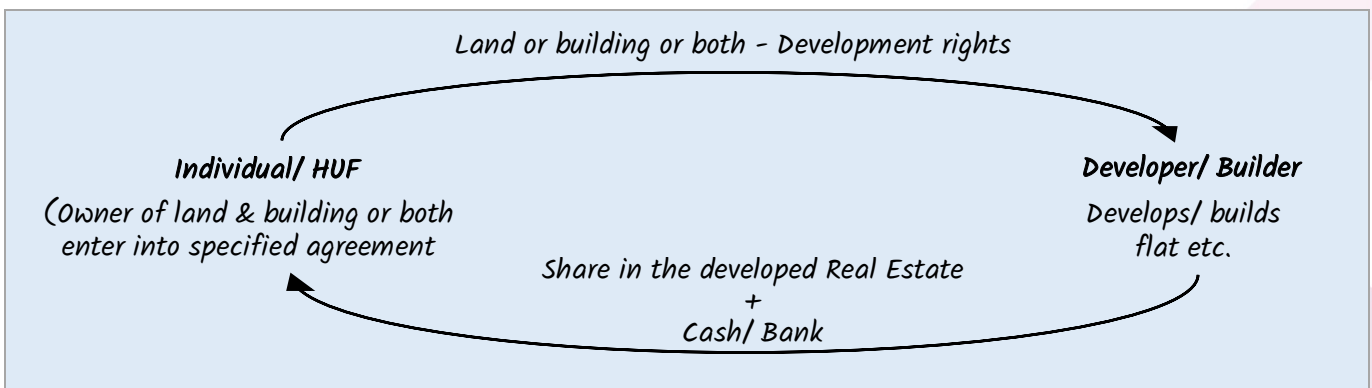 Land or building or both - Development rights
Individual/ HUF
(Owner of land & building or both
enter into specified agreement
Developer/ Builder
Develops/ builds
flat etc.
Share in the developed Real Estate
+
Cash/ Bank